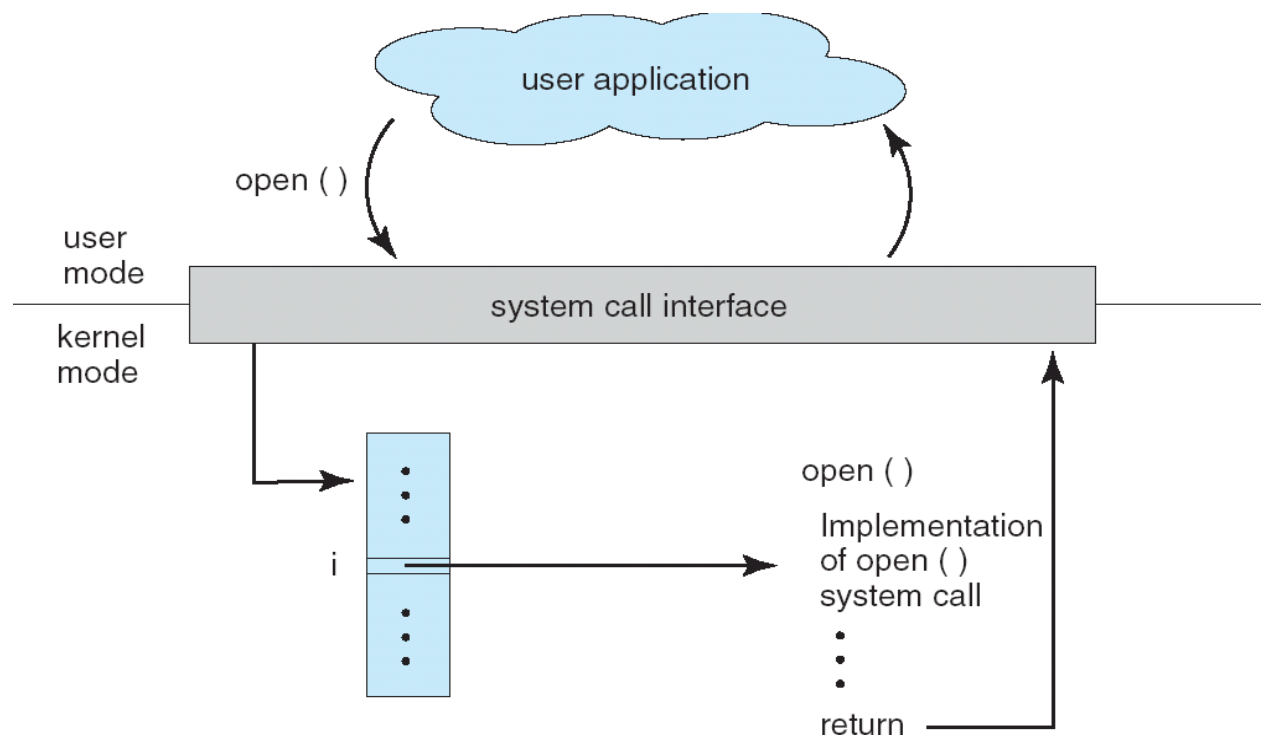 user application
open ( )
user
mode
system call interface
kernel
mode
open ( )
i
Implementation
of open ( )
system call
return